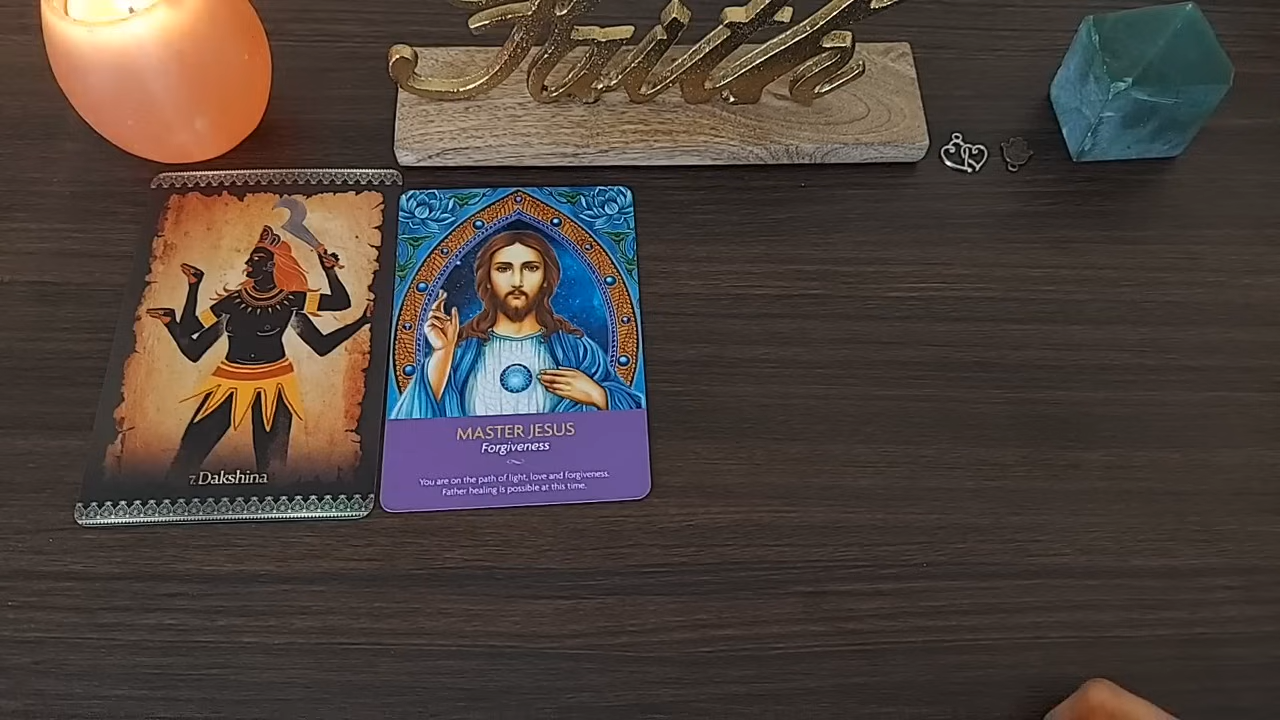 Faith
7. Dakshina
MASTER JESUS
Forgiveness
You are on the path of light, love and forgiveness.
Father healing is possible at this time.